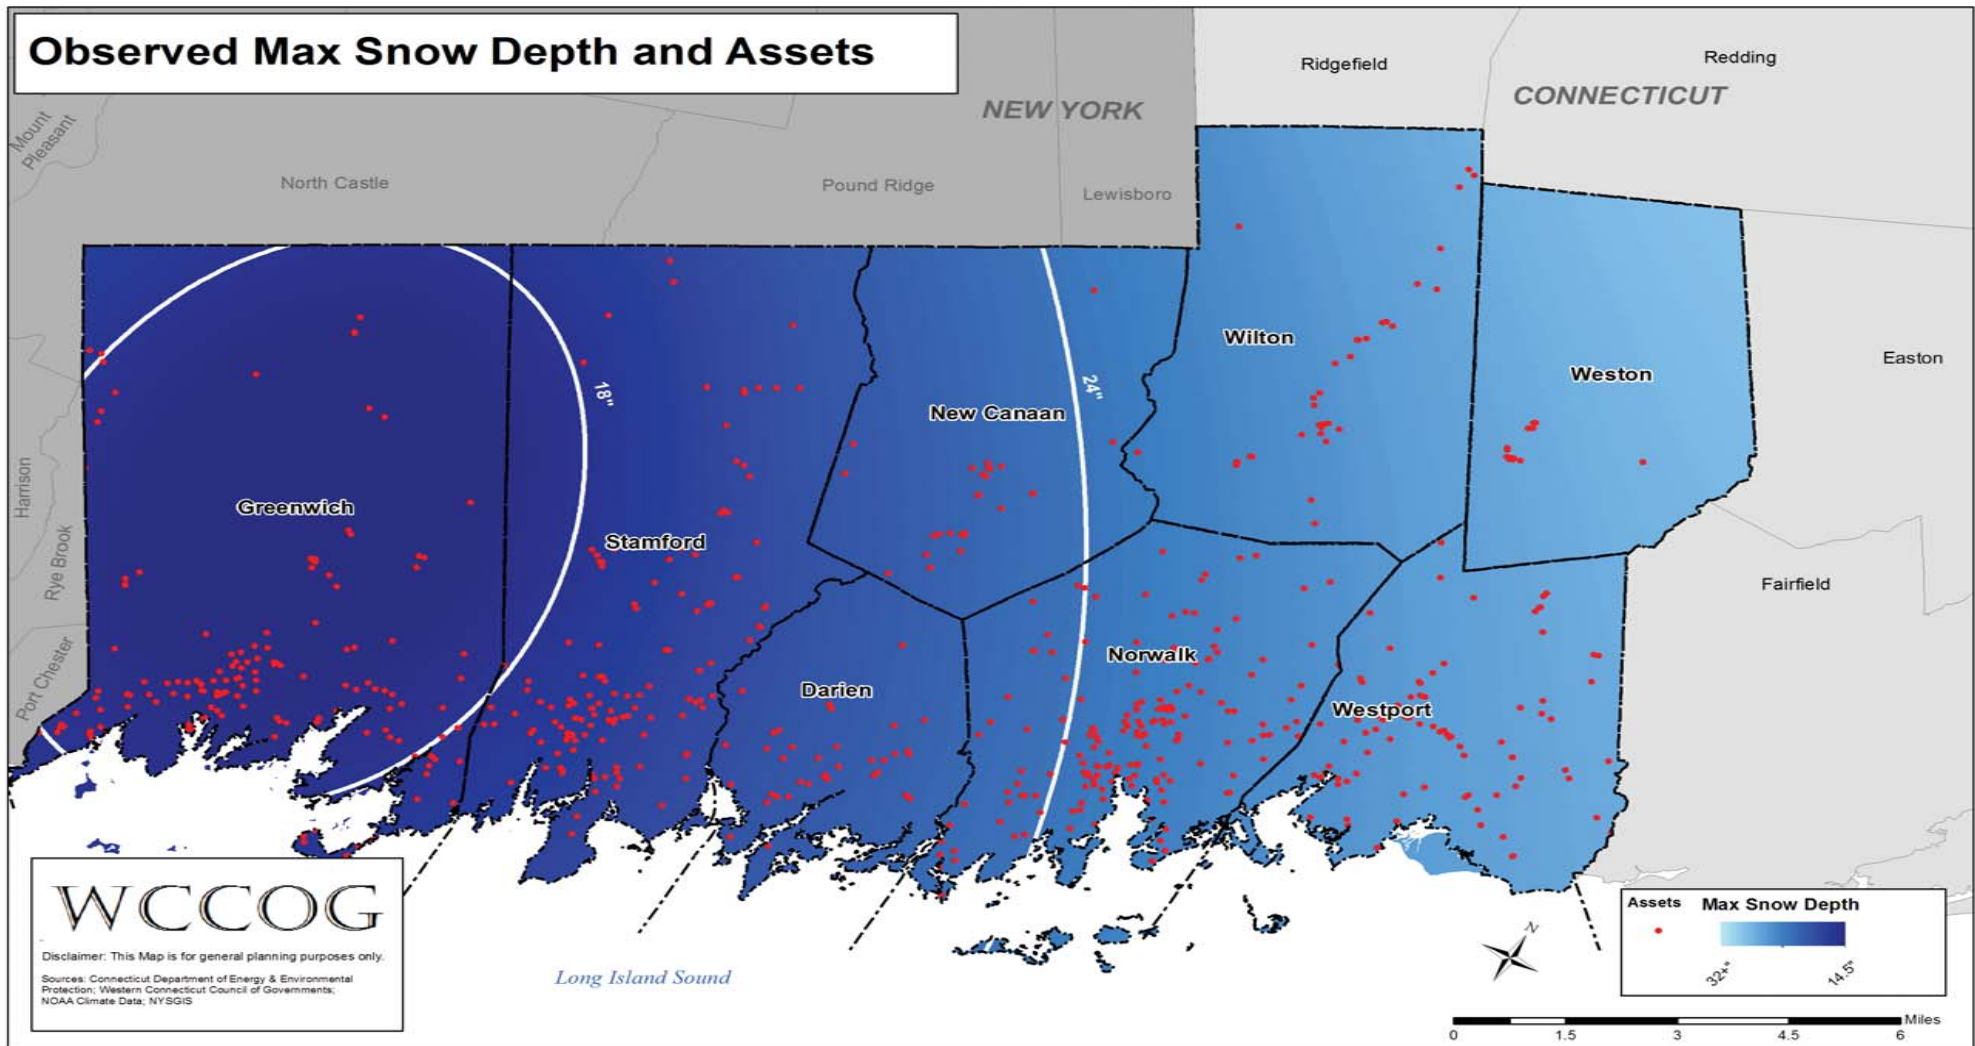 Observed Max Snow Depth and Assets
Ridgefield
Redding
NEW YORK
CONNECTICUT
Mount
Pleasant
North Castle
Pound Ridge
Lewisboro
Wilton
Easton
Weston
18"
24"
New Canaan
Harrison
Greenwich
Stamford
Rye Brook
Fairfield
Norwalk
Port Chester
Darien
Westport
WCCOG
Disclaimer: This Map is for general planning purposes only.
Sources: Connecticut Department of Energy & Environmental
Protection; Western Connecticut Council of Governments;
NOAA Climate Data; NYSGIS
Long Island Sound
N
Assets Max Snow Depth
32+" 14.5"
Miles
0 1.5 3 4.5 6